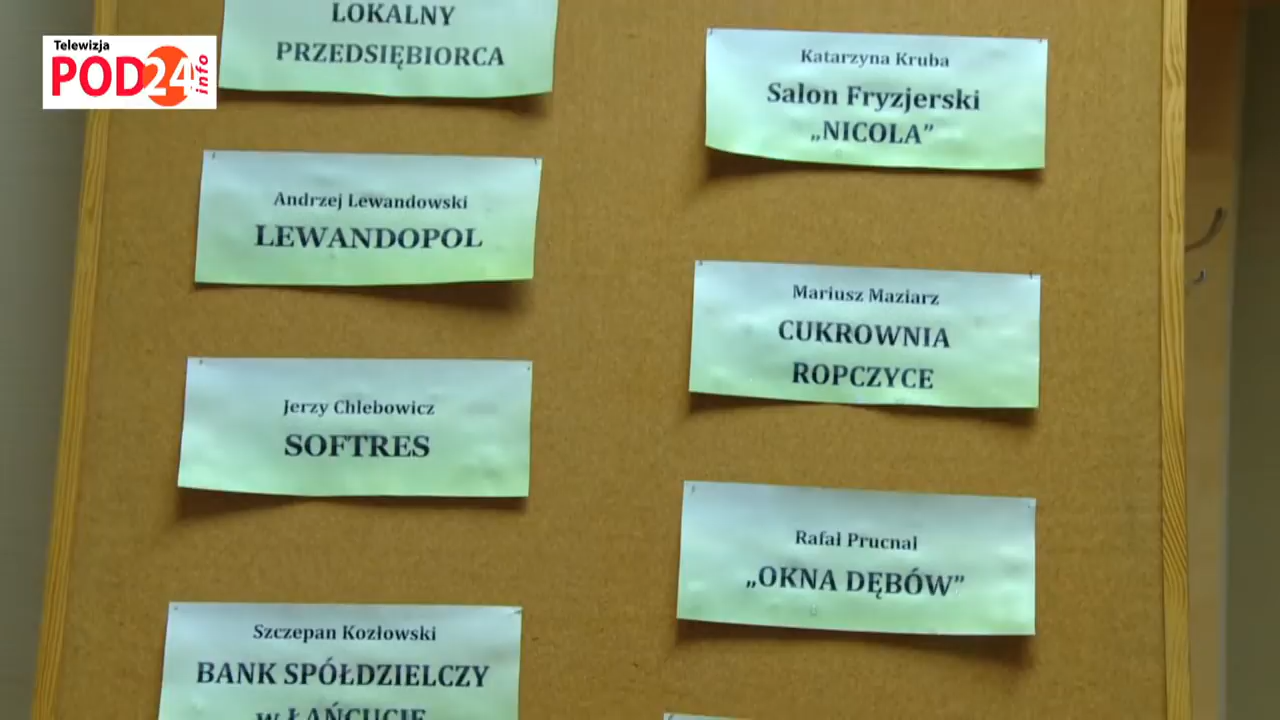 Telewizja
POD24.info
LOKALNY
PRZEDSIĘBIORCA
Andrzej Lewandowski
LEWANDOPOL
Jerzy Chlebowicz
SOFTRES
Szczepan Kozłowski
BANK SPÓŁDZIELCZY
w ŁAŃCUCIE
Katarzyna Kruba
Salon Fryzjerski
„NICOLA”
Mariusz Maziarz
CUKROWNIA
ROPCZYCE
Rafał Prucnal
„OKNA DĘBÓW”